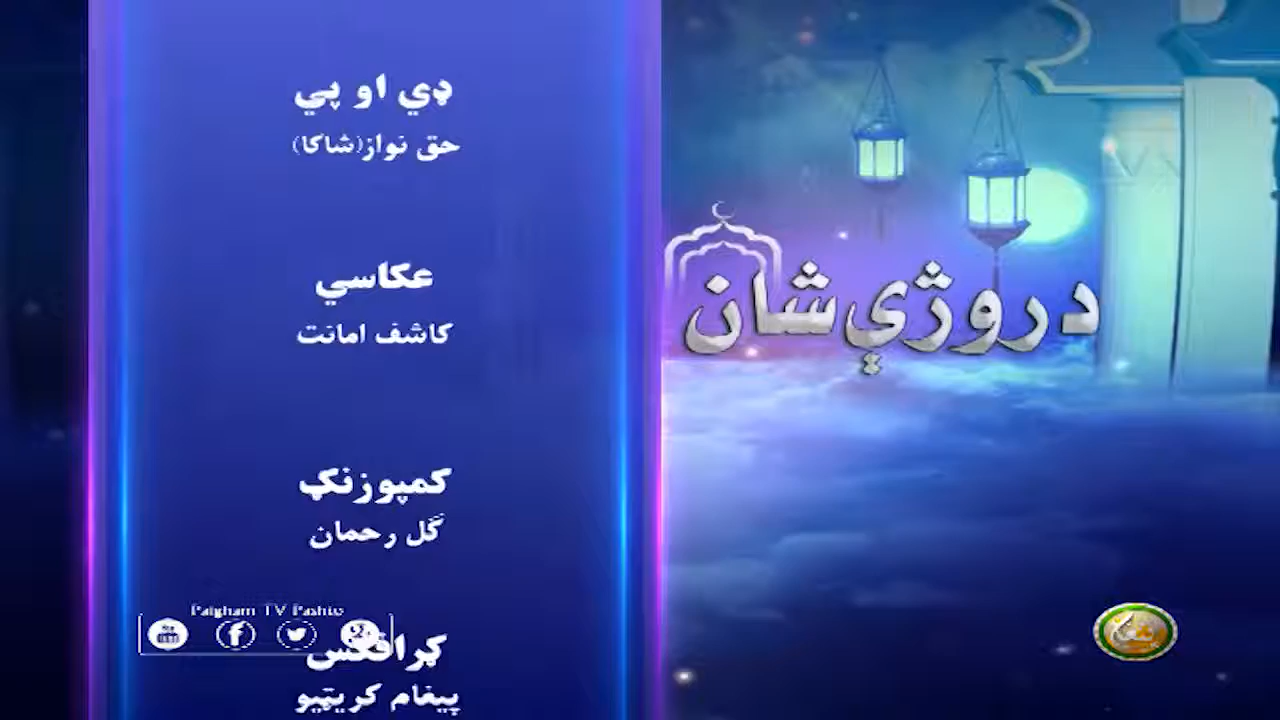 ډي او پي
حق نواز(شاکا)
عکاسي
کاشف امانت
کمپوزنګ
ګل رحمان
ګرافکس
پیغام کریټیو
د روژې شان
Paigham TV Pashto